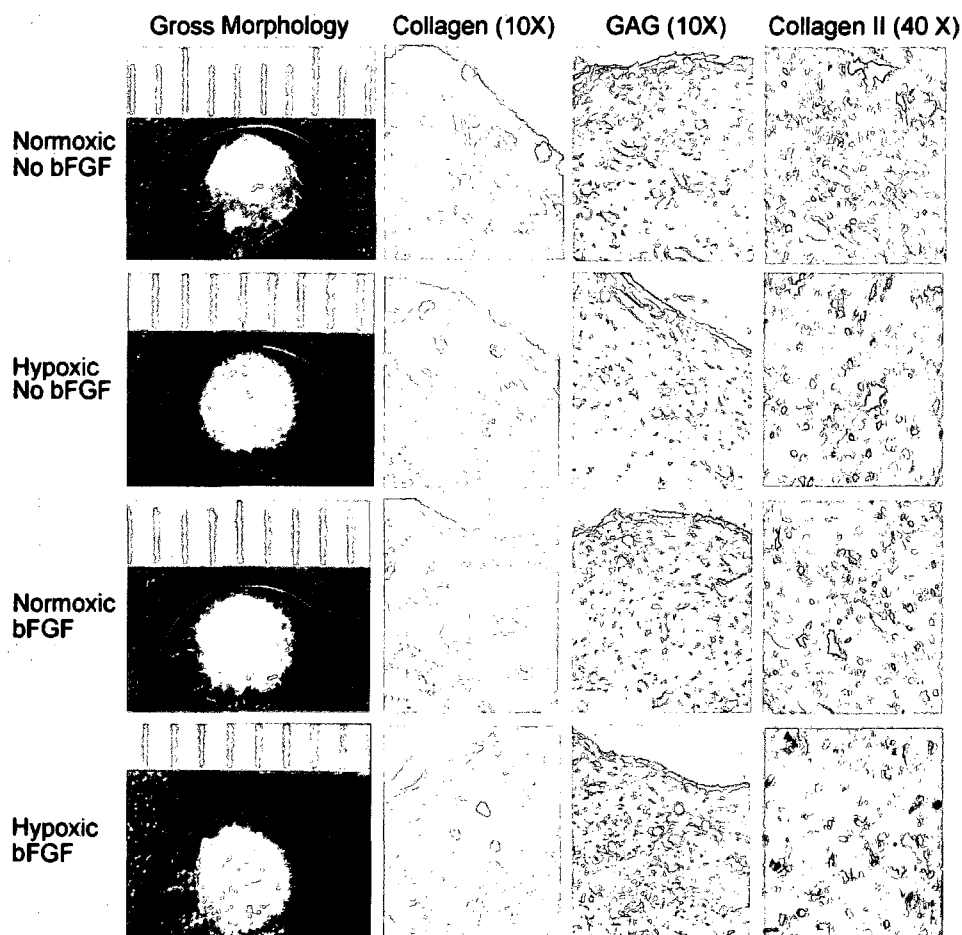 Gross Morphology Collagen (10X) GAG (10X) Collagen II (40 X)
Normoxic
No bFGF
Hypoxic
No bFGF
Normoxic
bFGF
Hypoxic
bFGF